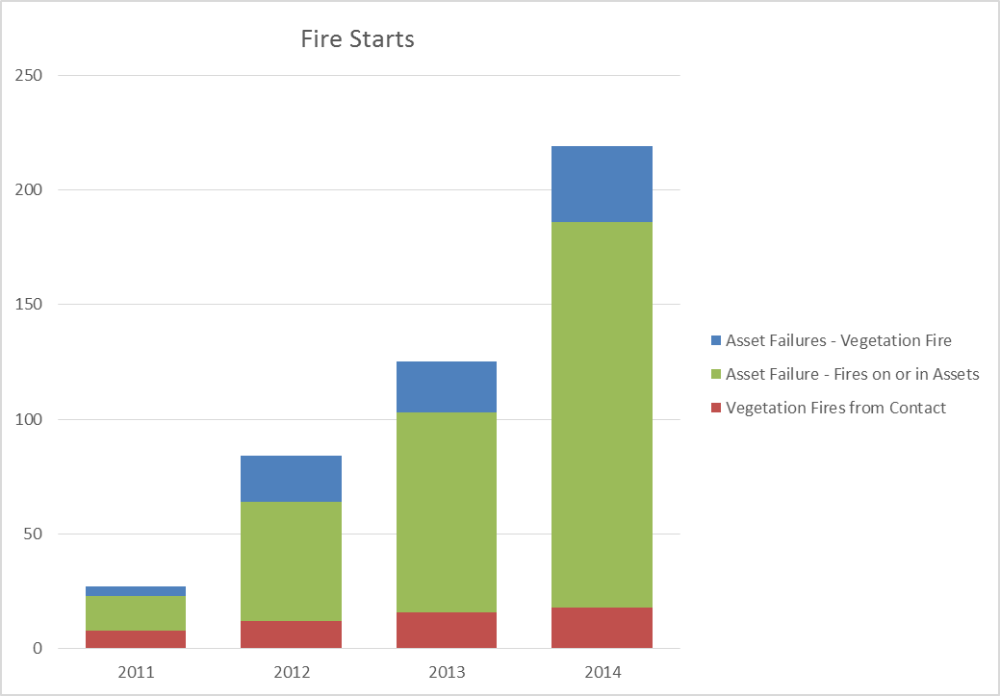 Fire Starts
250
200
150
100
50
0
2011 2012 2013 2014
Asset Failures - Vegetation Fire
Asset Failure - Fires on or in Assets
Vegetation Fires from Contact